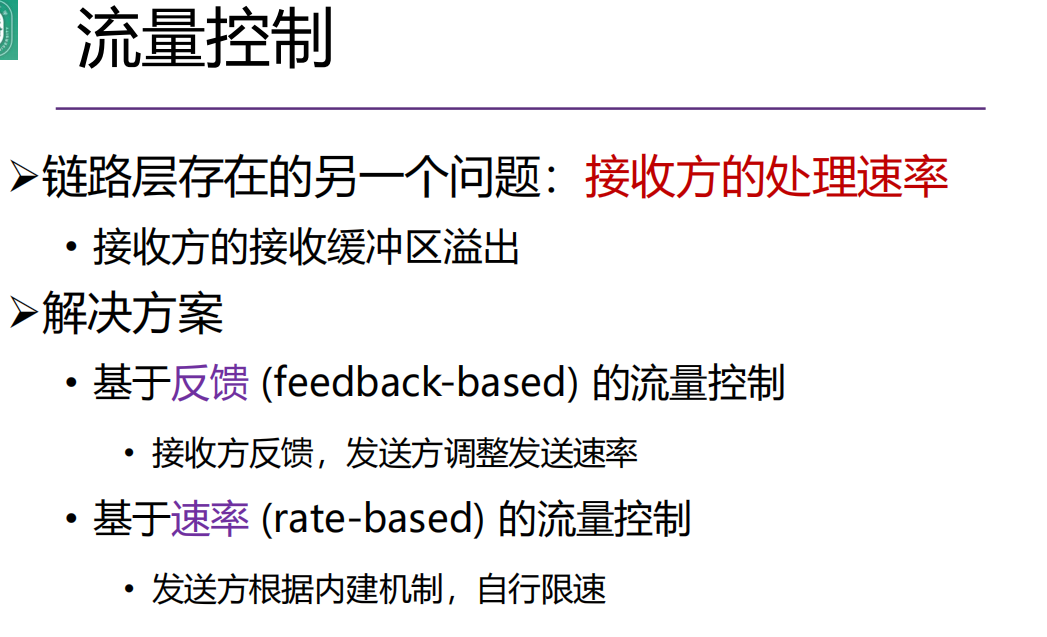 流量控制
➢链路层存在的另一个问题：接收方的处理速率
• 接收方的接收缓冲区溢出
➢解决方案
• 基于反馈 (feedback-based) 的流量控制
• 接收方反馈，发送方调整发送速率
• 基于速率 (rate-based) 的流量控制
• 发送方根据内建机制，自行限速